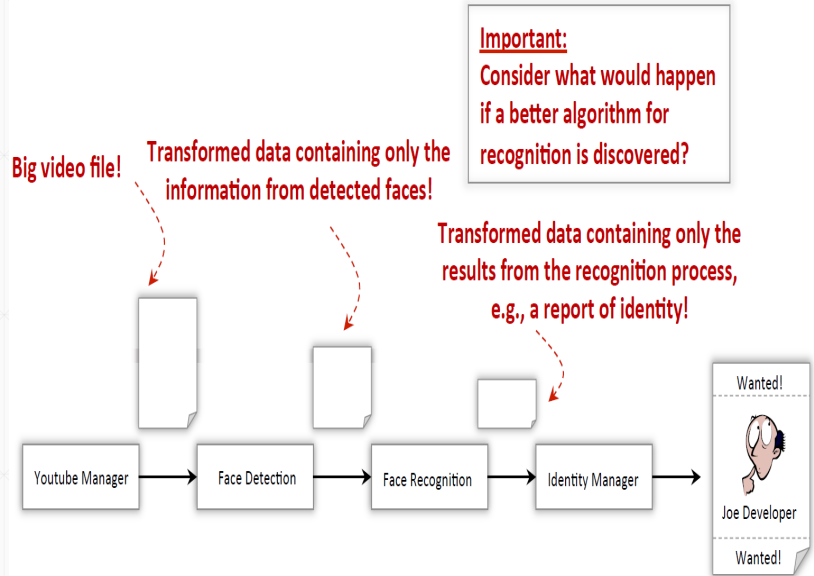 Important:
Consider what would happen
if a better algorithm for
recognition is discovered?
Big video file!
Transformed data containing only the
information from detected faces!
Transformed data containing only the
results from the recognition process,
e.g., a report of identity!
Youtube Manager
Face Detection
Face Recognition
Identity Manager
Wanted!
Joe Developer
Wanted!